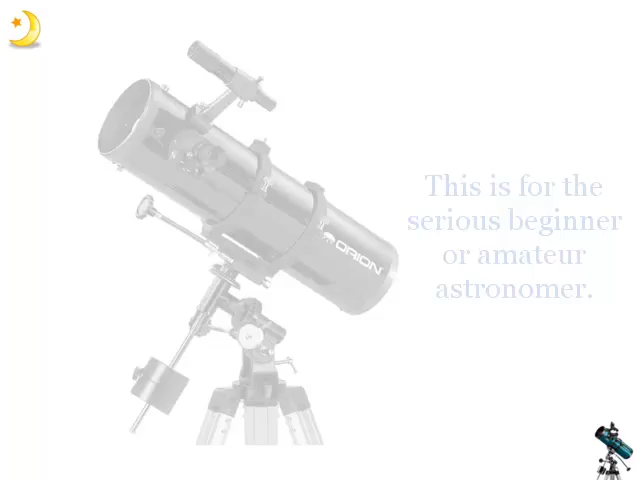 This is for the
serious beginner
or amateur
astronomer.
ORION